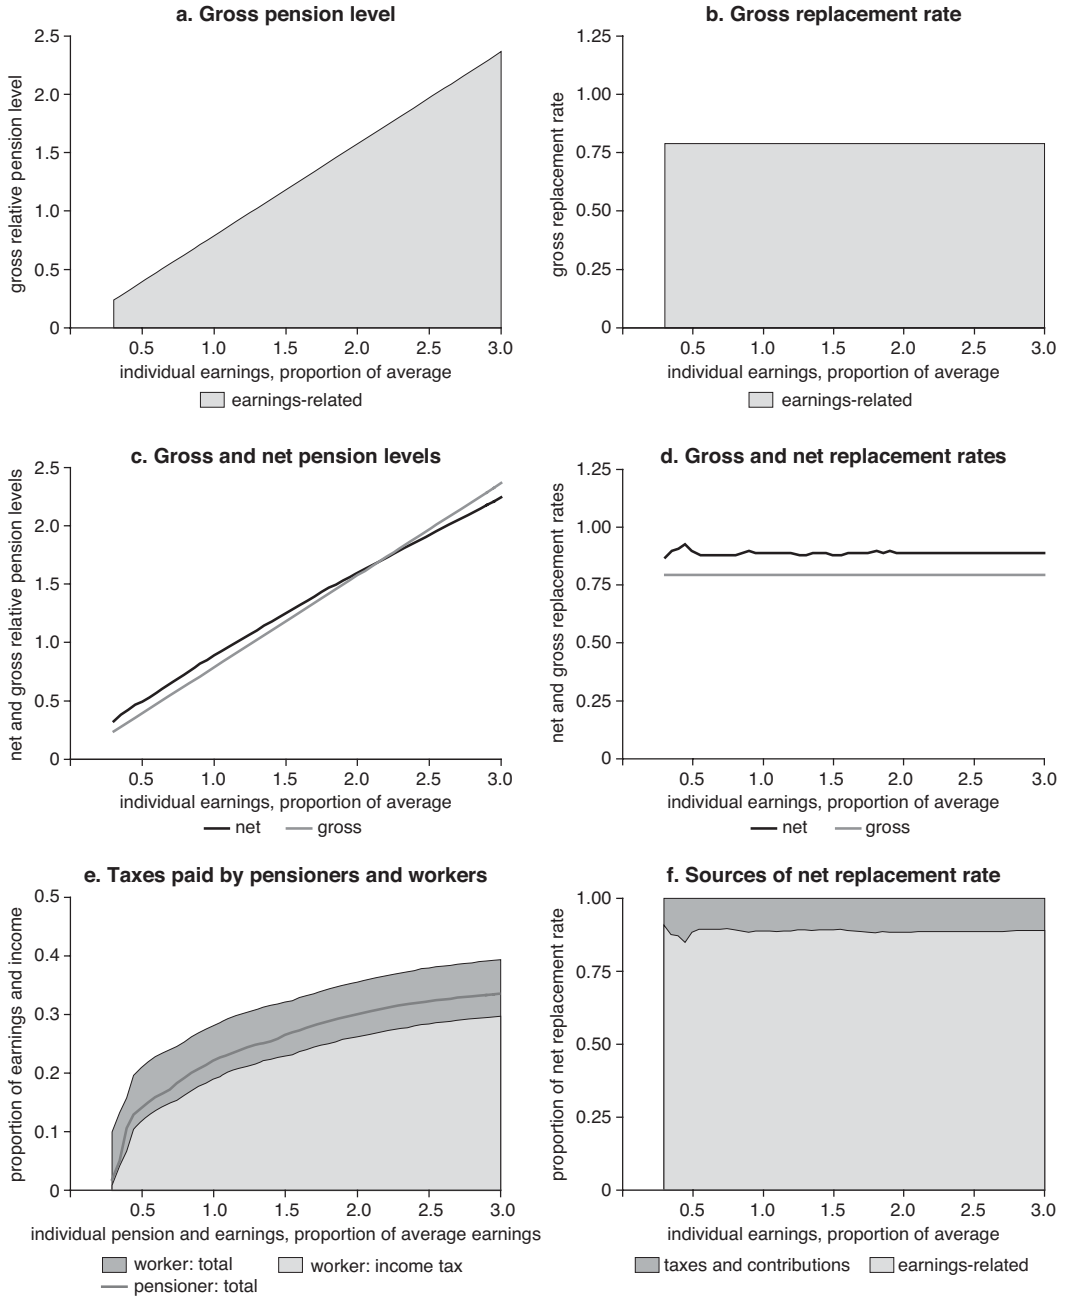 a. Gross pension level
gross relative pension level
2.5
2.0
1.5
1.0
0.5
0
0.5 1.0 1.5 2.0 2.5 3.0
individual earnings, proportion of average
earnings-related
b. Gross replacement rate
gross replacement rate
1.25
1.00
0.75
0.50
0.25
0
0.5 1.0 1.5 2.0 2.5 3.0
individual earnings, proportion of average
earnings-related
c. Gross and net pension levels
net and gross relative pension levels
2.5
2.0
1.5
1.0
0.5
0
0.5 1.0 1.5 2.0 2.5 3.0
individual earnings, proportion of average
net gross
d. Gross and net replacement rates
net and gross replacement rates
1.25
1.00
0.75
0.50
0.25
0
0.5 1.0 1.5 2.0 2.5 3.0
individual earnings, proportion of average
net gross
e. Taxes paid by pensioners and workers
proportion of earnings and income
0.5
0.4
0.3
0.2
0.1
0
0.5 1.0 1.5 2.0 2.5 3.0
individual pension and earnings, proportion of average earnings
worker: total worker: income tax
pensioner: total
f. Sources of net replacement rate
proportion of net replacement rate
1.00
0.75
0.50
0.25
0
0.5 1.0 1.5 2.0 2.5 3.0
individual earnings, proportion of average
taxes and contributions earnings-related